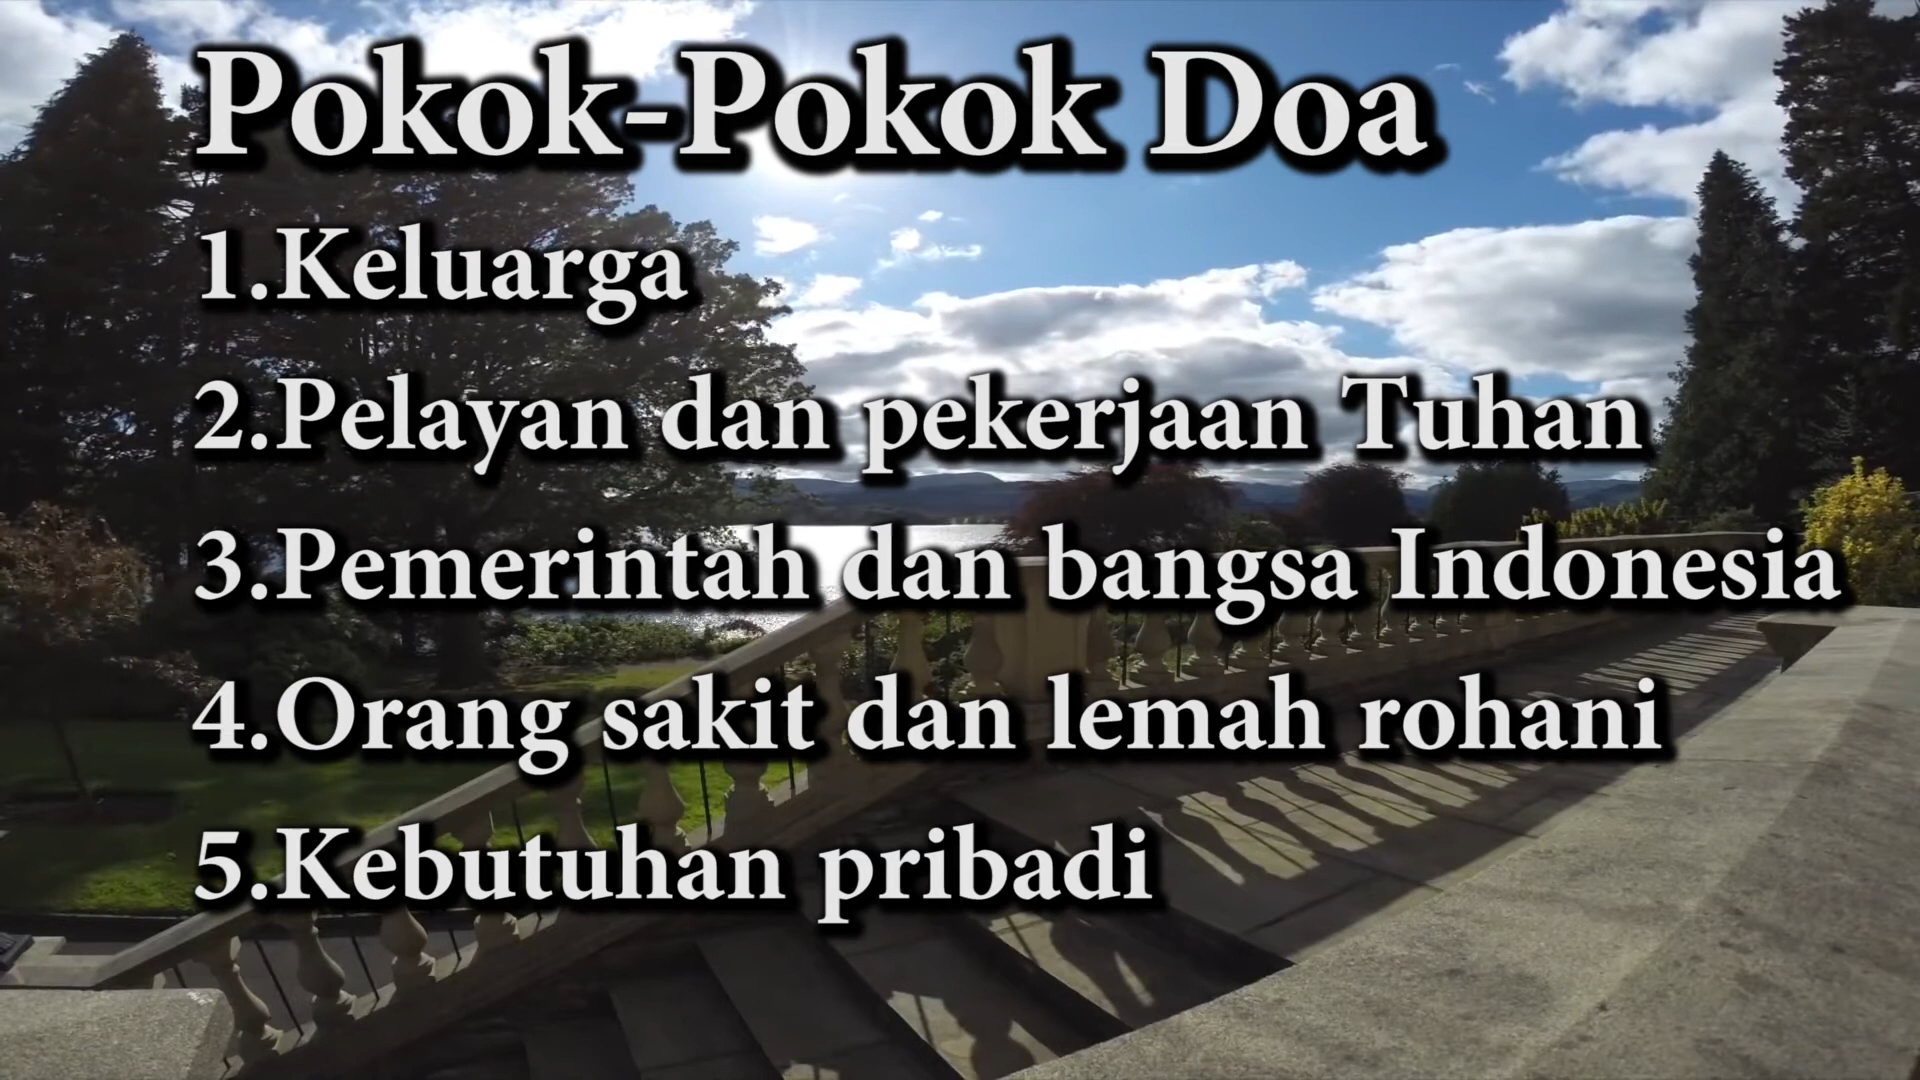 Pokok-Pokok Doa
1.Keluarga
2.Pelayan dan pekerjaan Tuhan
3.Pemerintah dan bangsa Indonesia
4.Orang sakit dan lemah rohani
5.Kebutuhan pribadi